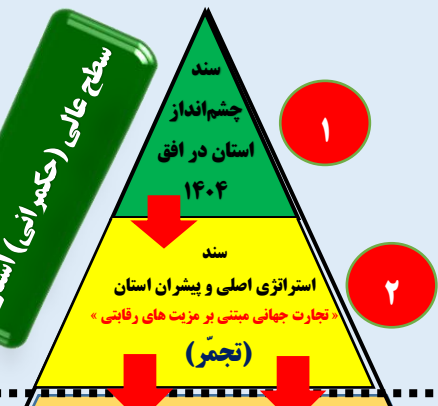 سند
چشم‌انداز
استان در افق
۱۴۰۴
۱
سطح عالی (حکمرانی)
سند
استراتژی اصلی و پیشران استان
« تجارت جهانی مبتنی بر مزیت های رقابتی »
(تجمّر)
۲